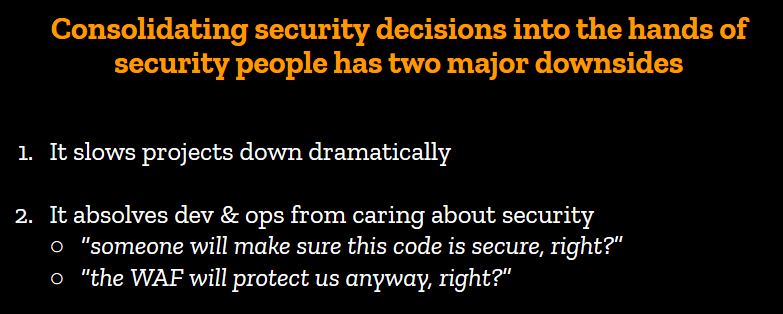 Consolidating security decisions into the hands of
security people has two major downsides
1. It slows projects down dramatically
2. It absolves dev & ops from caring about security
○ "someone will make sure this code is secure, right?"
○ "the WAF will protect us anyway, right?"